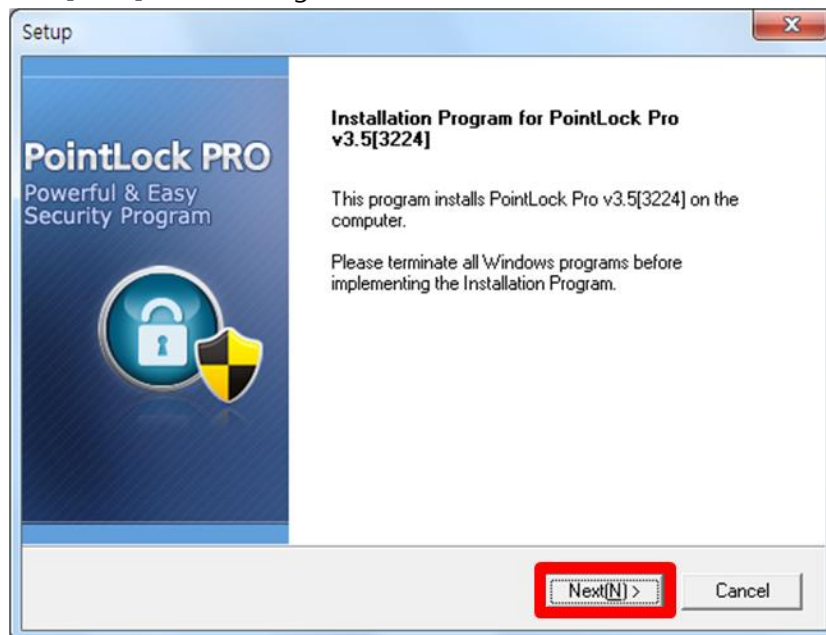 Setup
PointLock PRO
Powerful & Easy
Security Program
Installation Program for PointLock Pro
v3.5[3224]
This program installs PointLock Pro v3.5[3224] on the
computer.
Please terminate all Windows programs before
implementing the Installation Program.
Next(N) >
Cancel